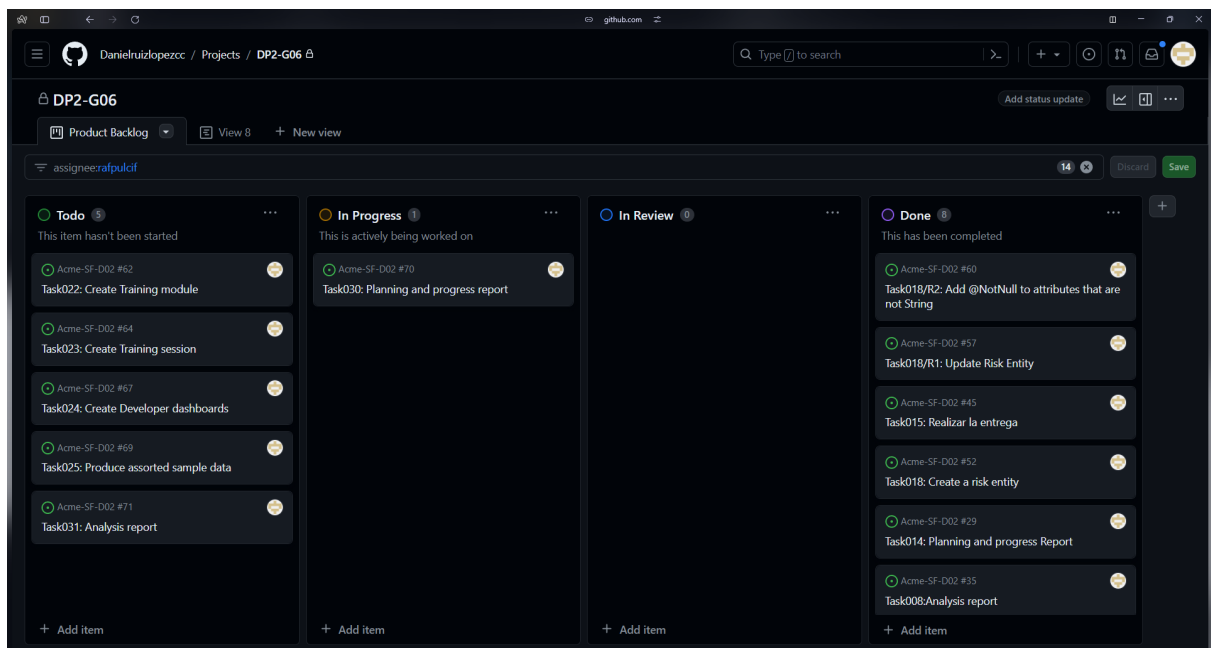 github.com
Danielruizlopezcc / Projects / DP2-G06
Type / to search
DP2-G06
Add status update
Product Backlog
View 8
+ New view
assignee:rafpulcif
14
Discard
Save
Todo 5
This item hasn't been started
Acme-SF-D02 #62
Task022: Create Training module
Acme-SF-D02 #64
Task023: Create Training session
Acme-SF-D02 #67
Task024: Create Developer dashboards
Acme-SF-D02 #69
Task025: Produce assorted sample data
Acme-SF-D02 #71
Task031: Analysis report
+ Add item
In Progress 1
This is actively being worked on
Acme-SF-D02 #70
Task030: Planning and progress report
+ Add item
In Review 0
+ Add item
Done 8
This has been completed
Acme-SF-D02 #60
Task018/R2: Add @NotNull to attributes that are
not String
Acme-SF-D02 #57
Task018/R1: Update Risk Entity
Acme-SF-D02 #45
Task015: Realizar la entrega
Acme-SF-D02 #52
Task018: Create a risk entity
Acme-SF-D02 #29
Task014: Planning and progress Report
Acme-SF-D02 #35
Task008:Analysis report
+ Add item